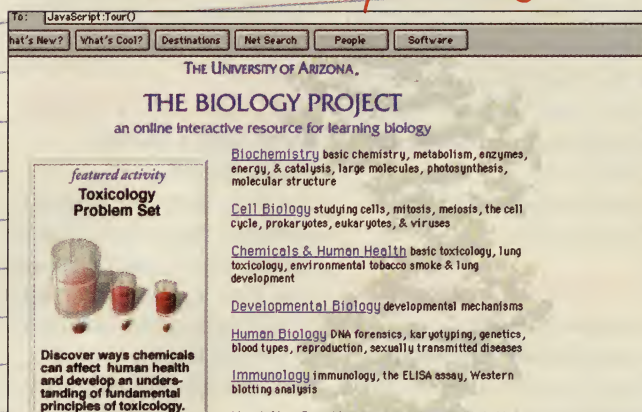 To: JavaScript:Tour()
hat's New? What's Cool? Destinations Net Search People Software
THE UNIVERSITY OF ARIZONA.
THE BIOLOGY PROJECT
an online interactive resource for learning biology
featured activity
Toxicology
Problem Set
Discover ways chemicals
can affect human health
and develop an unders-
tanding of fundamental
principles of toxicology.
Biochemistry basic chemistry, metabolism, enzymes,
energy, & catalysis, large molecules, photosynthesis,
molecular structure
Cell Biology studying cells, mitosis, meiosis, the cell
cycle, prokaryotes, eukaryotes, & viruses
Chemicals & Human Health basic toxicology, lung
toxicology, environmental tobacco smoke & lung
development
Developmental Biology developmental mechanisms
Human Biology DNA forensics, karyotyping, genetics,
blood types, reproduction, sexually transmitted diseases
Immunology immunology, the ELISA assay, Western
blotting analysis